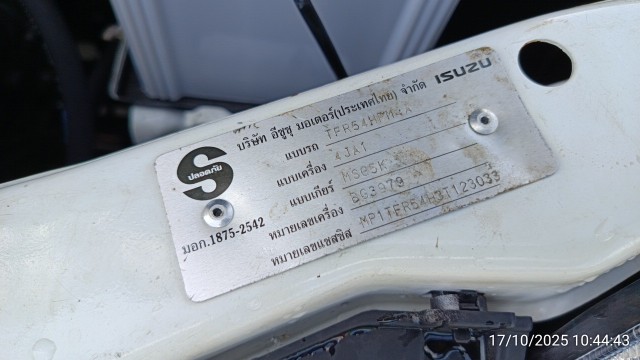 ISUZU
บริษัท อีซูซุ มอเตอร์(ประเทศไทย) จำกัด
แบบรถ
แบบเครื่อง 4JA1
แบบเกียร์
หมายเลขเครื่อง BG3979
หมายเลขแชสซีส MP1TFR54H3T123033
S
ปลอดภัย
มอก.1875-2542
17/10/2025 10:44:43